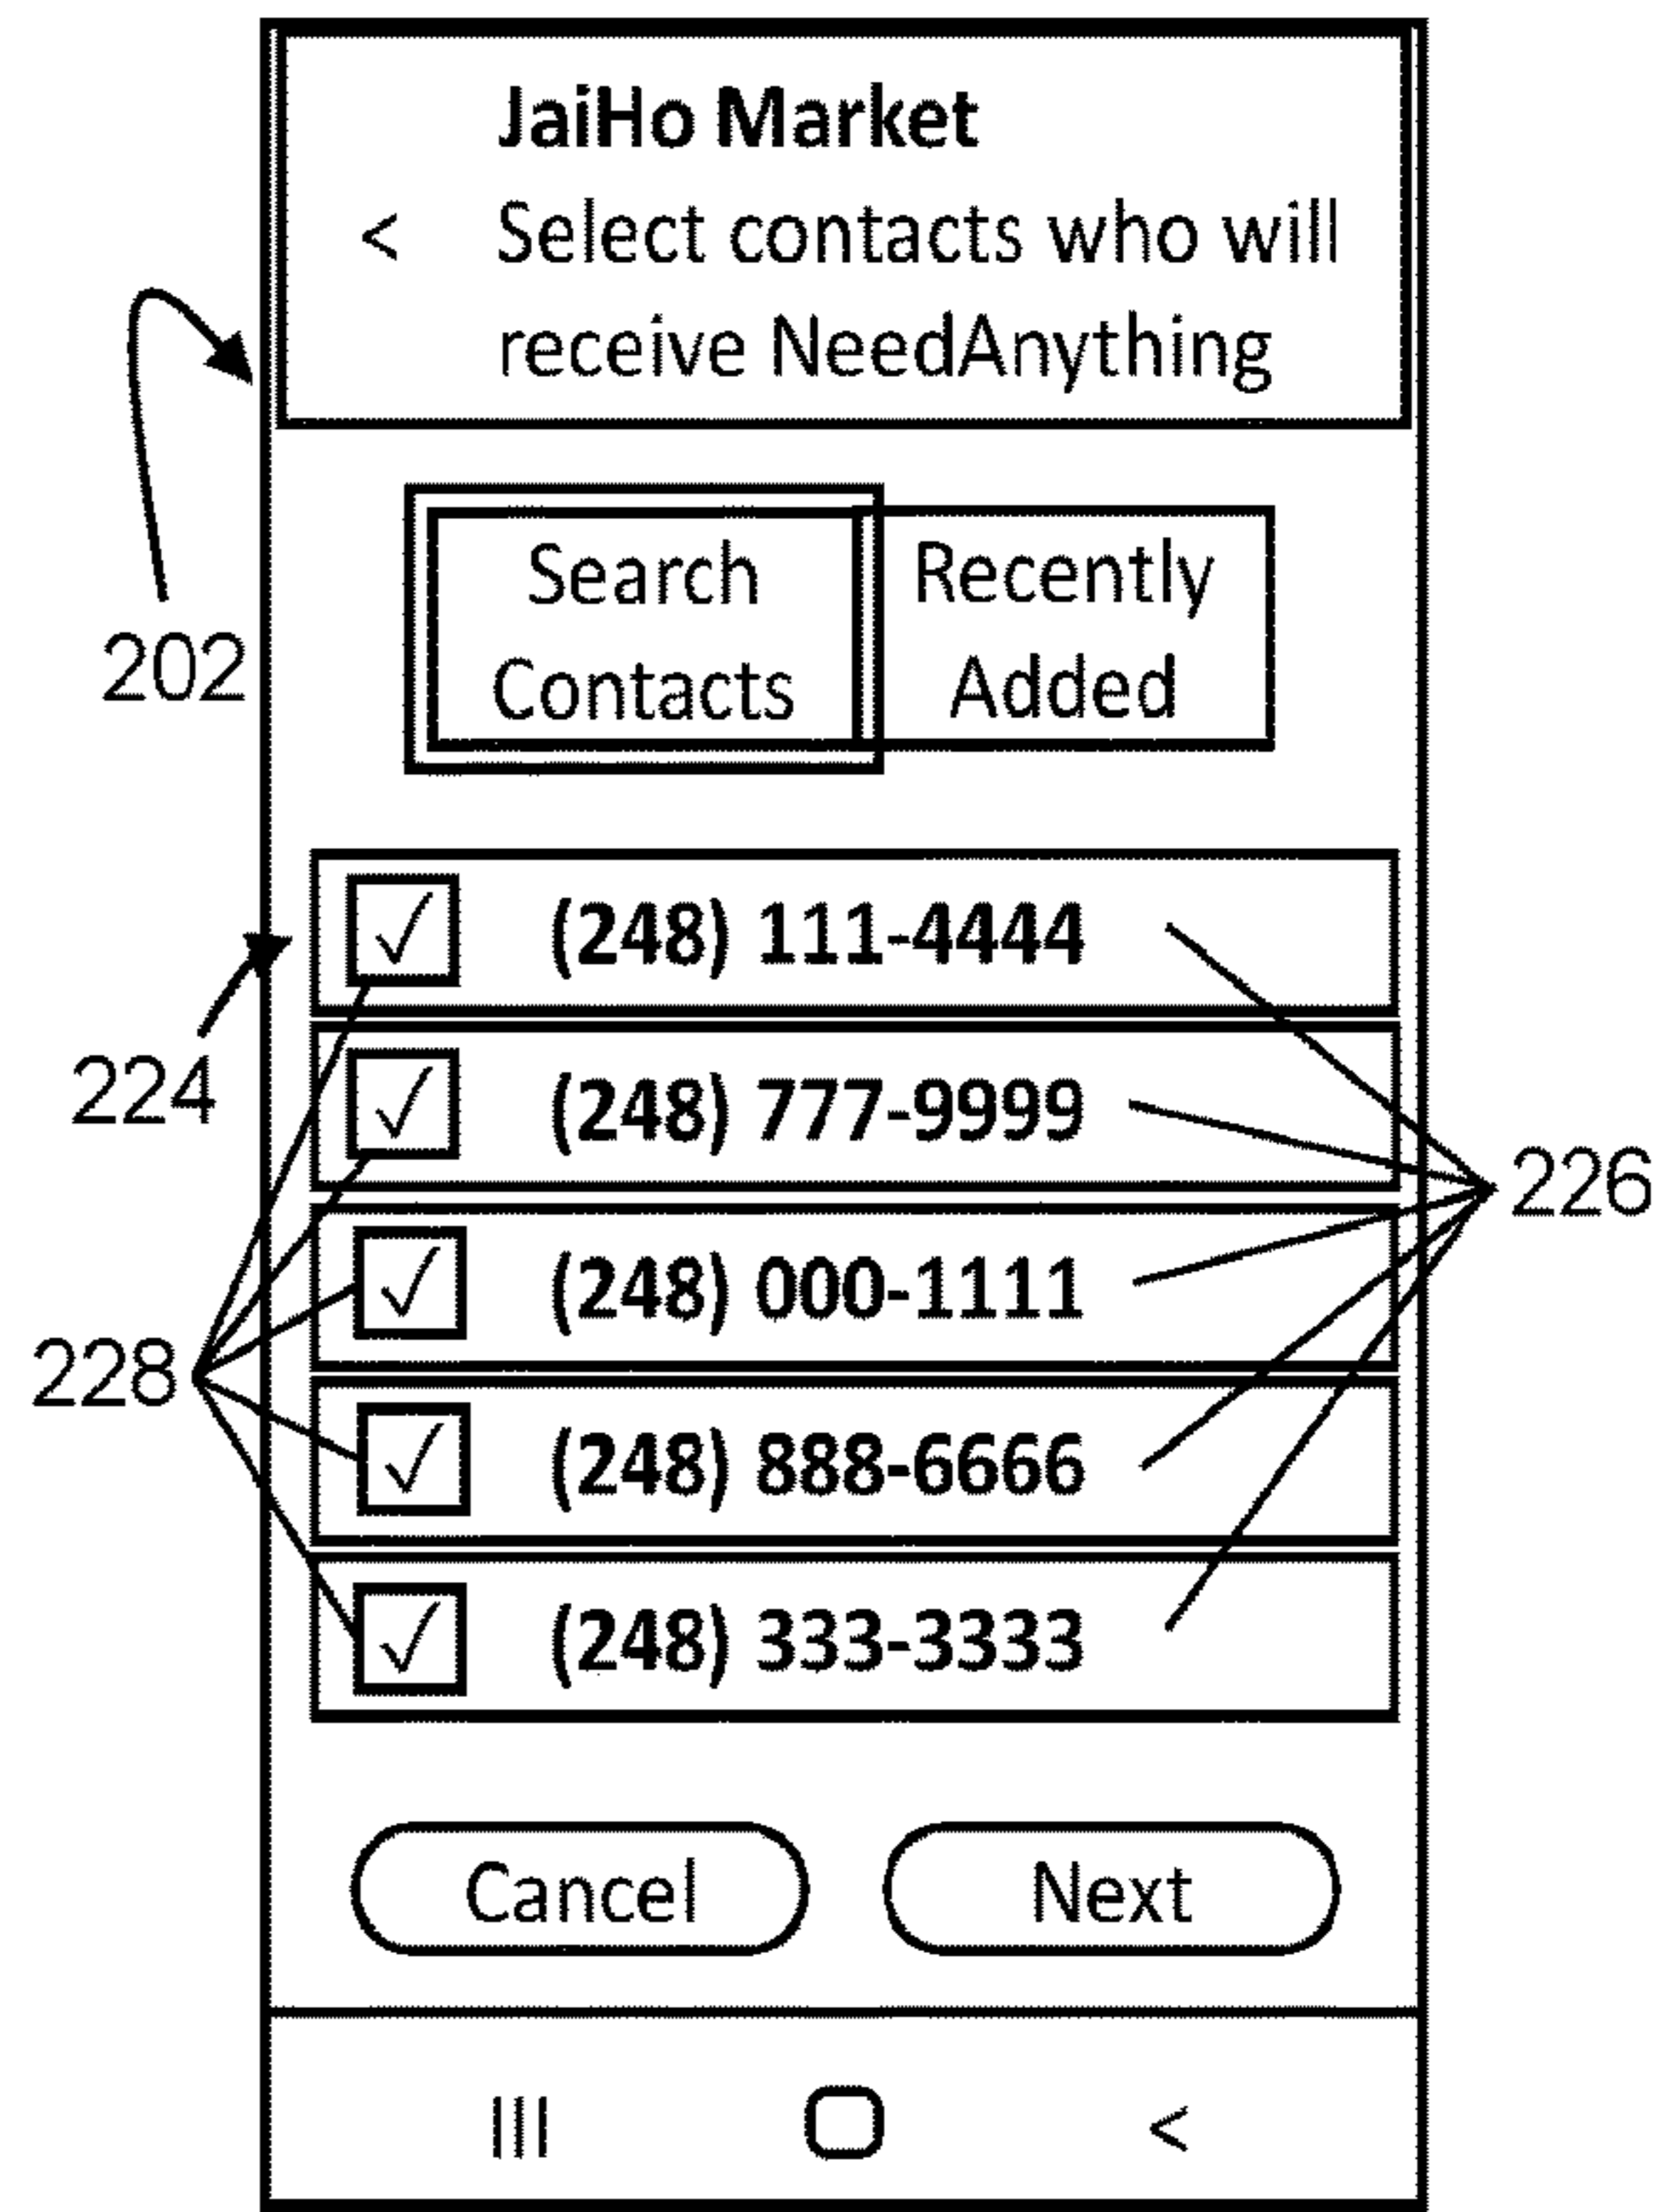 JaiHo Market
< Select contacts who will
receive NeedAnything
202
Search Contacts
Recently Added
✓ (248) 111-4444
224
✓ (248) 777-9999
226
✓ (248) 000-1111
228
✓ (248) 888-6666
✓ (248) 333-3333
Cancel
Next
||| <